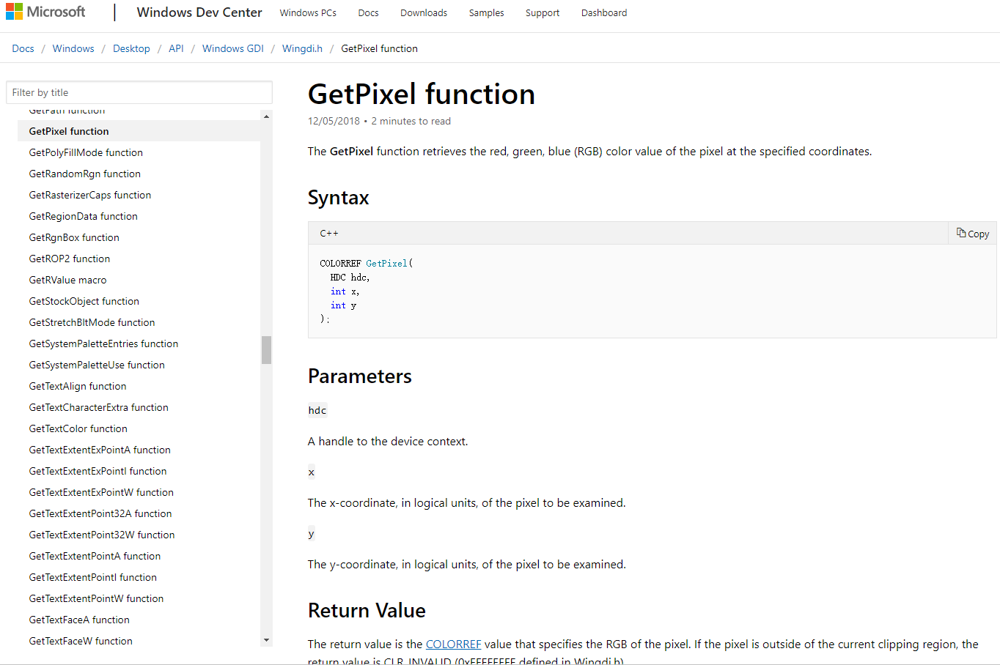 Microsoft
Windows Dev Center
Windows PCs
Docs
Downloads
Samples
Support
Dashboard
Docs / Windows / Desktop / API / Windows GDI / Wingdi.h / GetPixel function
Filter by title
GetPath function
GetPixel function
GetPolyFillMode function
GetRandomRgn function
GetRasterizerCaps function
GetRegionData function
GetRgnBox function
GetROP2 function
GetRValue macro
GetStockObject function
GetStretchBltMode function
GetSystemPaletteEntries function
GetSystemPaletteUse function
GetTextAlign function
GetTextCharacterExtra function
GetTextColor function
GetTextExtentExPointA function
GetTextExtentExPointI function
GetTextExtentExPointW function
GetTextExtentPoint32A function
GetTextExtentPoint32W function
GetTextExtentPointA function
GetTextExtentPointI function
GetTextExtentPointW function
GetTextFaceA function
GetTextFaceW function
GetPixel function
12/05/2018 • 2 minutes to read
The GetPixel function retrieves the red, green, blue (RGB) color value of the pixel at the specified coordinates.
Syntax
C++
Copy
COLORREF GetPixel(
HDC hdc,
int x,
int y
);
Parameters
hdc
A handle to the device context.
x
The x-coordinate, in logical units, of the pixel to be examined.
y
The y-coordinate, in logical units, of the pixel to be examined.
Return Value
The return value is the COLORREF value that specifies the RGB of the pixel. If the pixel is outside of the current clipping region, the
return value is CLR_INVALID (0xFFFFFFFF defined in Wingdi.h).